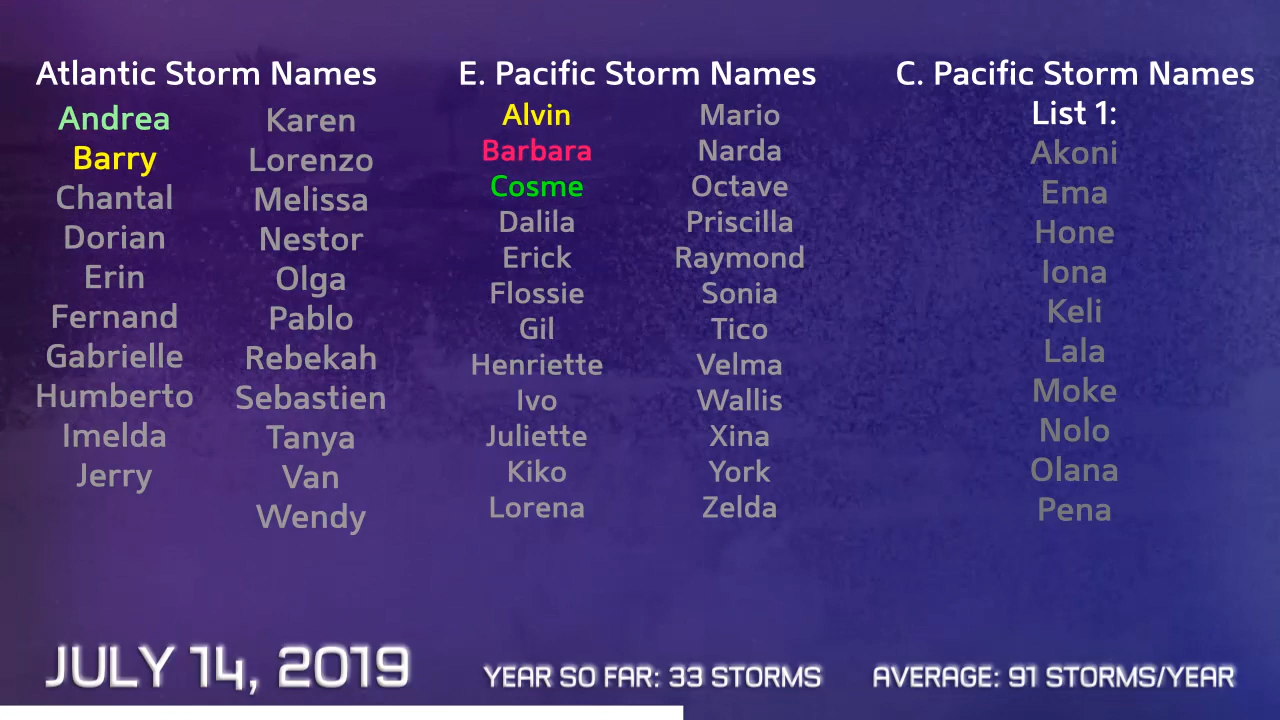 Atlantic Storm Names
Andrea
Barry
Chantal
Dorian
Erin
Fernand
Gabrielle
Humberto
Imelda
Jerry
Karen
Lorenzo
Melissa
Nestor
Olga
Pablo
Rebekah
Sebastien
Tanya
Van
Wendy
E. Pacific Storm Names
Alvin
Barbara
Cosme
Dalila
Erick
Flossie
Gil
Henriette
Ivo
Juliette
Kiko
Lorena
Mario
Narda
Octave
Priscilla
Raymond
Sonia
Tico
Velma
Wallis
Xina
York
Zelda
C. Pacific Storm Names
List 1:
Akoni
Ema
Hone
Iona
Keli
Lala
Moke
Nolo
Olana
Pena
JULY 14, 2019
YEAR SO FAR: 33 STORMS
AVERAGE: 91 STORMS/YEAR